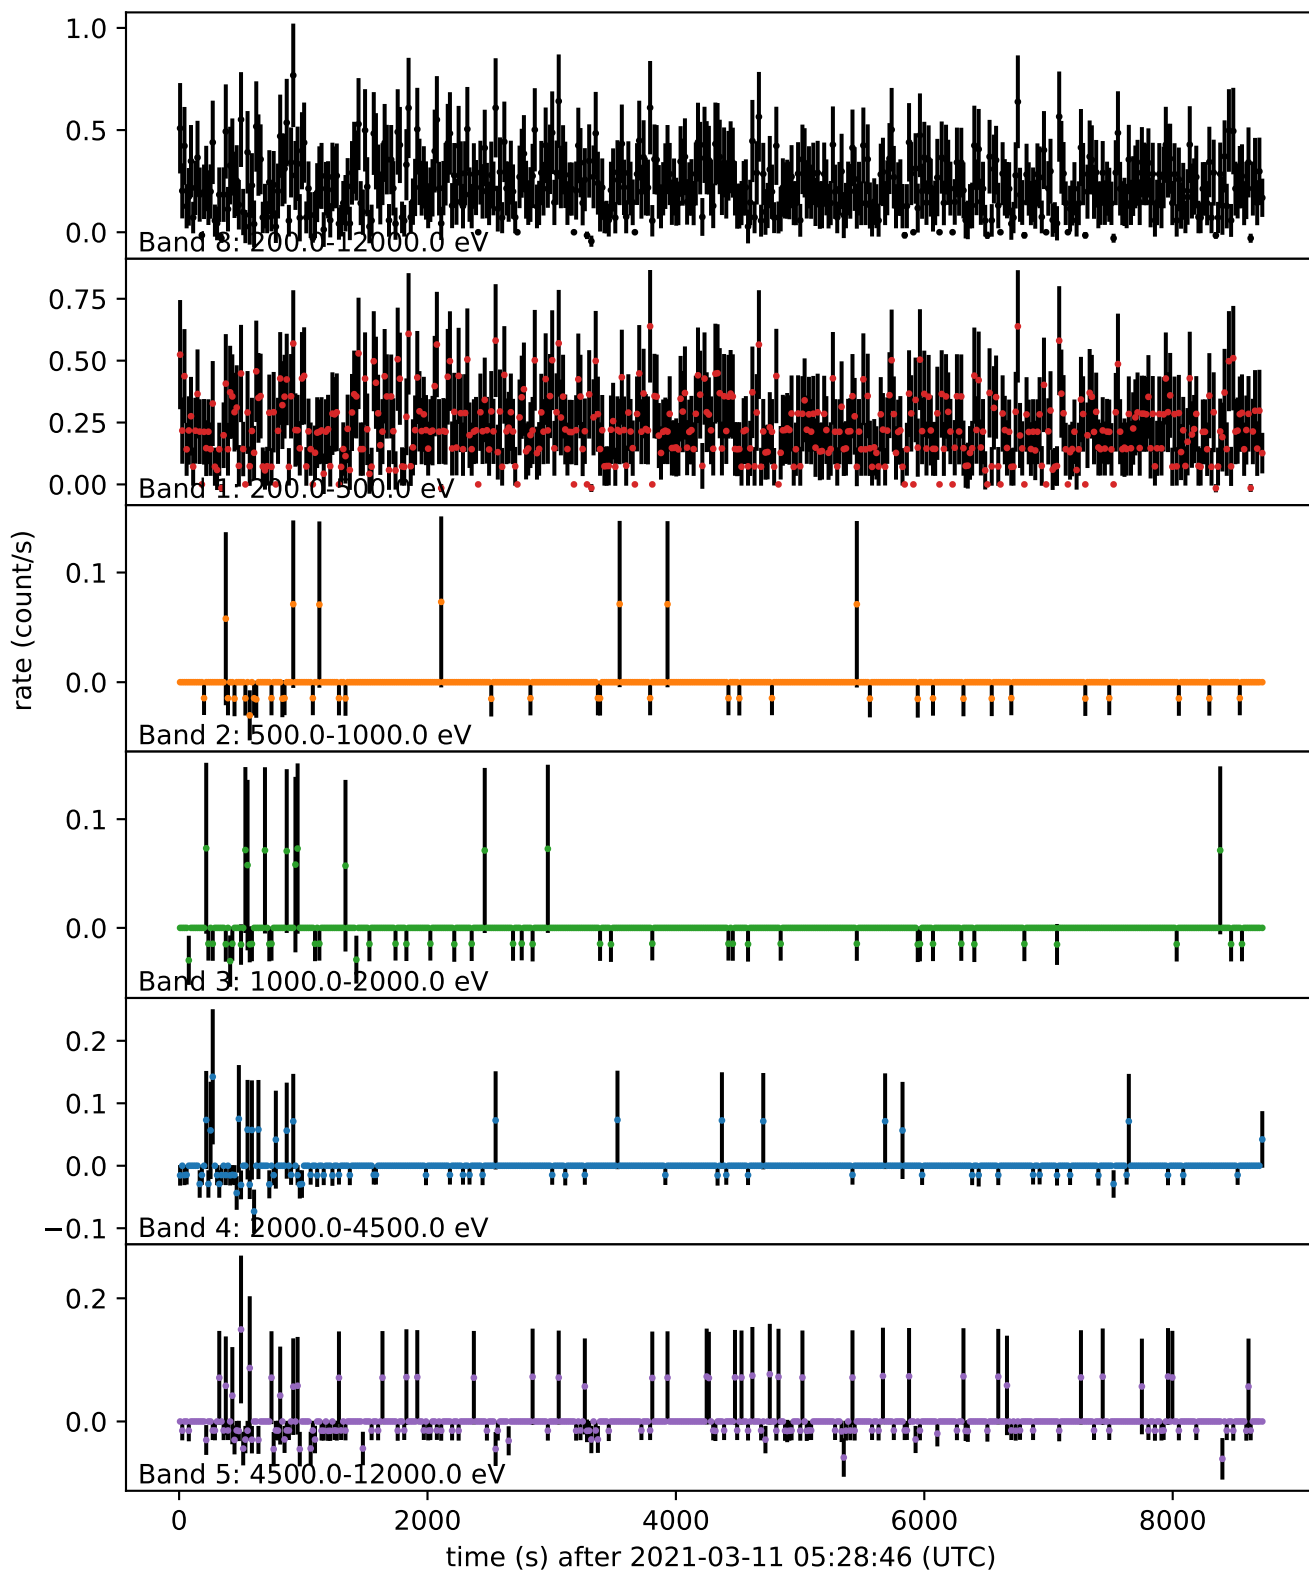 1.0
0.5
0.0
Band 8: 200.0-12000.0 eV
0.75
0.50
0.25
0.00
Band 1: 200.0-500.0 eV
rate (count/s)
0.1
0.0
Band 2: 500.0-1000.0 eV
0.1
0.0
Band 3: 1000.0-2000.0 eV
0.2
0.1
0.0
−0.1
Band 4: 2000.0-4500.0 eV
0.2
0.0
Band 5: 4500.0-12000.0 eV
0 2000 4000 6000 8000
time (s) after 2021-03-11 05:28:46 (UTC)